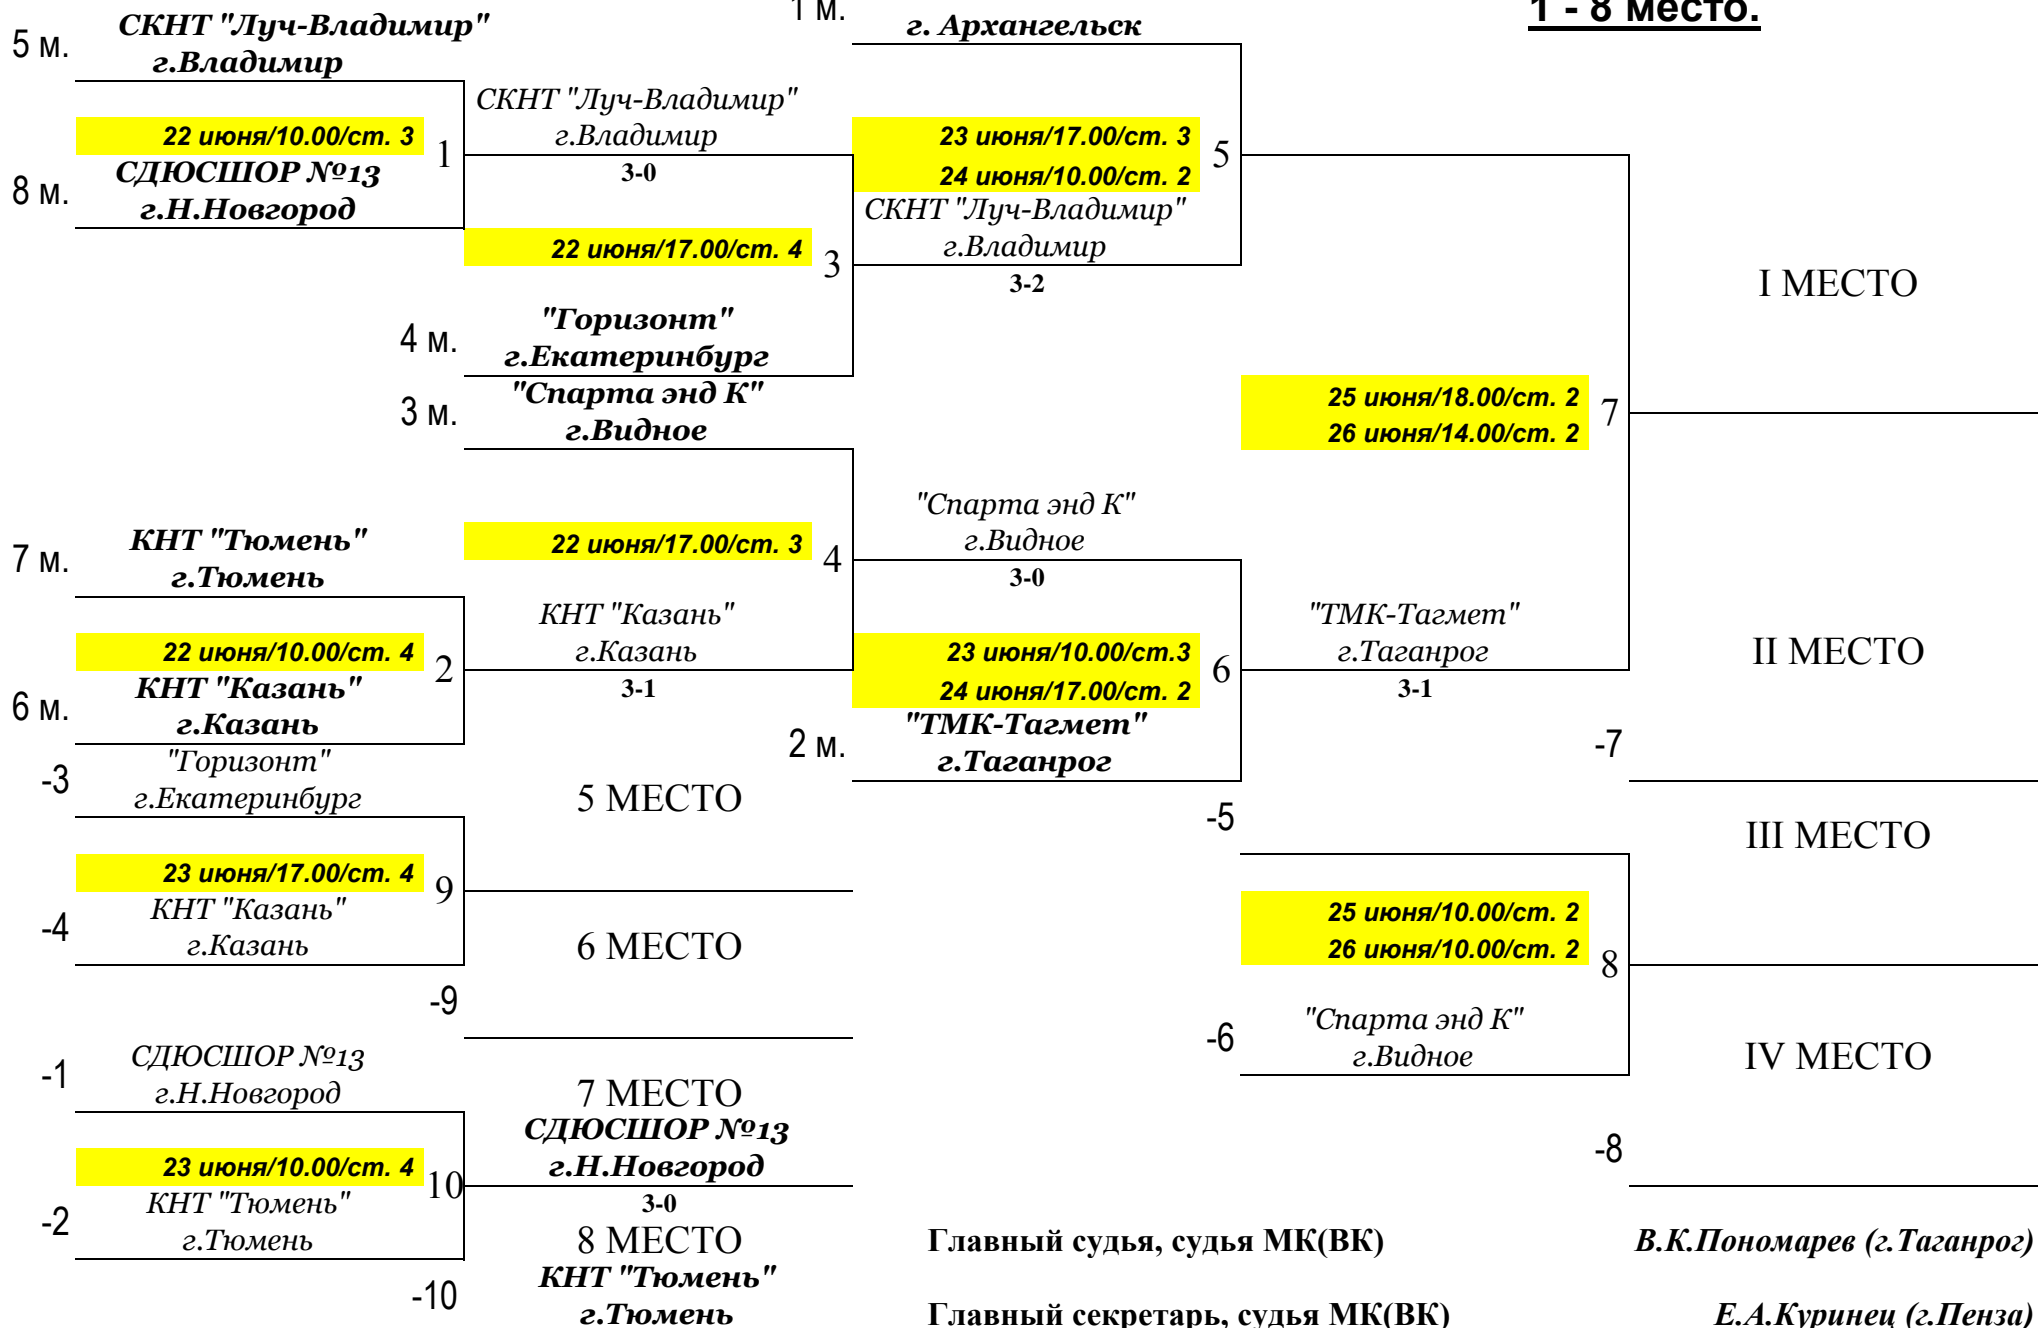 1 м.
1 - 8 место.
5 м.
СКНТ "Луч-Владимир"
г.Владимир
г. Архангельск
СКНТ "Луч-Владимир"
г.Владимир
3-0
22 июня/10.00/ст. 3
1
23 июня/17.00/ст. 3
24 июня/10.00/ст. 2
5
8 м.
СДЮСШОР №13
г.Н.Новгород
СКНТ "Луч-Владимир"
г.Владимир
3-2
22 июня/17.00/ст. 4
3
I МЕСТО
4 м.
"Горизонт"
г.Екатеринбург
3 м.
"Спарта энд К"
г.Видное
25 июня/18.00/ст. 2
26 июня/14.00/ст. 2
7
"Спарта энд К"
г.Видное
3-0
7 м.
КНТ "Тюмень"
г.Тюмень
22 июня/17.00/ст. 3
4
КНТ "Казань"
г.Казань
3-1
"ТМК-Тагмет"
г.Таганрог
3-1
22 июня/10.00/ст. 4
2
23 июня/10.00/ст.3
24 июня/17.00/ст. 2
6
II МЕСТО
6 м.
КНТ "Казань"
г.Казань
2 м.
"ТМК-Тагмет"
г.Таганрог
-7
-3
"Горизонт"
г.Екатеринбург
5 МЕСТО
-5
III МЕСТО
23 июня/17.00/ст. 4
9
-4
КНТ "Казань"
г.Казань
6 МЕСТО
25 июня/10.00/ст. 2
26 июня/10.00/ст. 2
8
-9
-6
"Спарта энд К"
г.Видное
IV МЕСТО
-1
СДЮСШОР №13
г.Н.Новгород
7 МЕСТО
СДЮСШОР №13
г.Н.Новгород
3-0
-8
23 июня/10.00/ст. 4
10
-2
КНТ "Тюмень"
г.Тюмень
8 МЕСТО
КНТ "Тюмень"
г.Тюмень
-10
Главный судья, судья МК(ВК)
В.К.Пономарев (г.Таганрог)
Главный секретарь, судья МК(ВК)
Е.А.Куринец (г.Пенза)